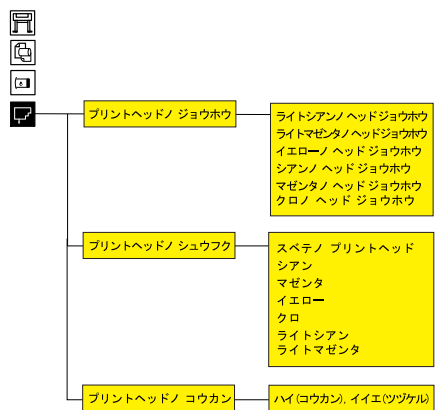 プリントヘッドノ ジョウホウ
ライトシアンノ ヘッドジョウホウ
ライトマゼンタノ ヘッドジョウホウ
イエローノ ヘッド ジョウホウ
シアンノ ヘッド ジョウホウ
マゼンタノ ヘッド ジョウホウ
クロノ ヘッド ジョウホウ
プリントヘッドノ シュウフク
スベテノ プリントヘッド
シアン
マゼンタ
イエロー
クロ
ライトシアン
ライトマゼンタ
プリントヘッドノ コウカン
ハイ(コウカン), イイエ(ツヅケル)